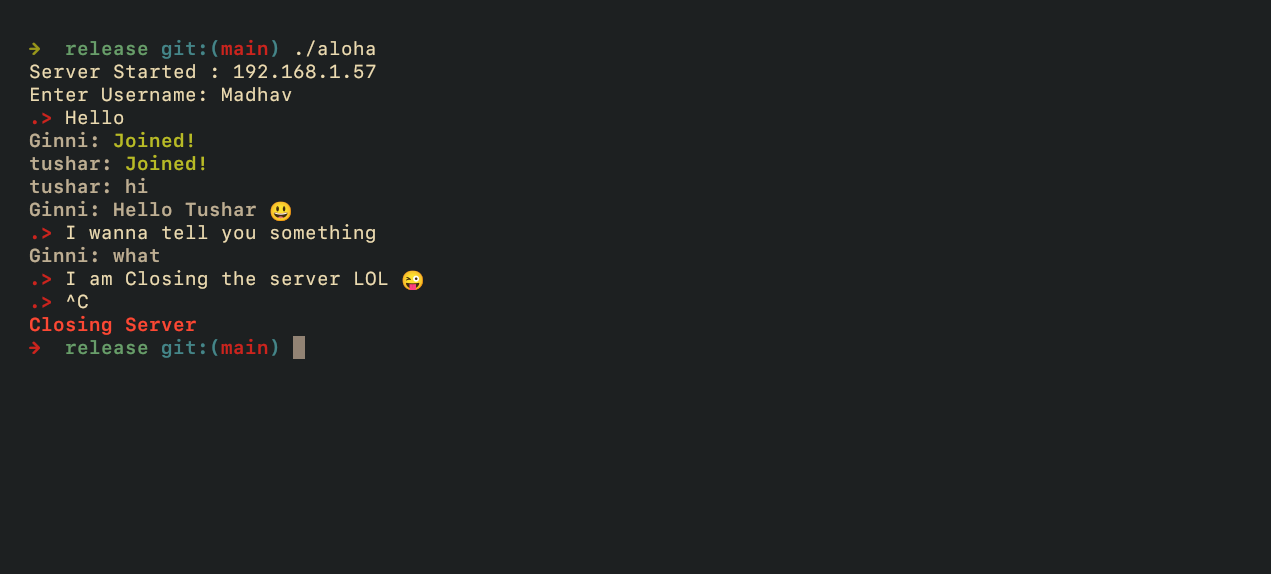 ➜  release git:(main) ./aloha
Server Started : 192.168.1.57
Enter Username: Madhav
.> Hello
Ginni: Joined!
tushar: Joined!
tushar: hi
Ginni: Hello Tushar 😃
.> I wanna tell you something
Ginni: what
.> I am Closing the server LOL 😜
.> ^C
Closing Server
➜  release git:(main)